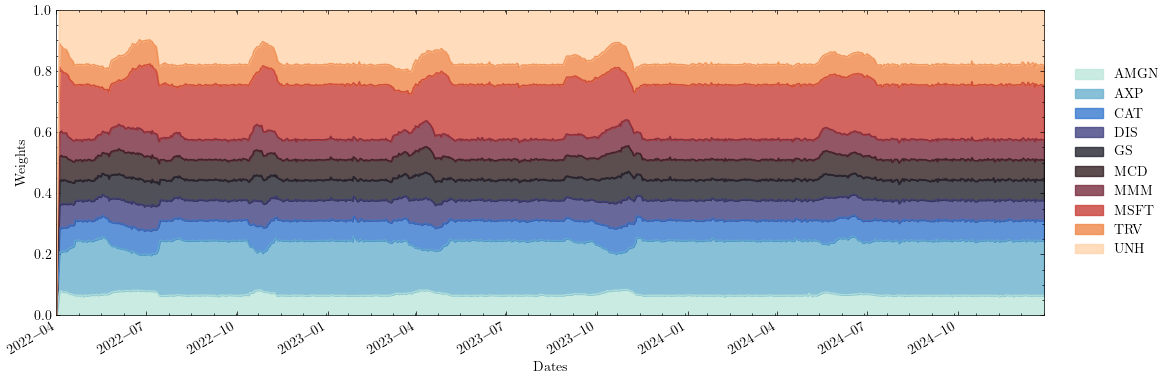 1.0
0.8
0.6
0.4
0.2
0.0
Weights
2022−04
2022−07
2022−10
2023−01
2023−04
2023−07
2023−10
2024−01
2024−04
2024−07
2024−10
Dates
AMGN
AXP
CAT
DIS
GS
MCD
MMM
MSFT
TRV
UNH